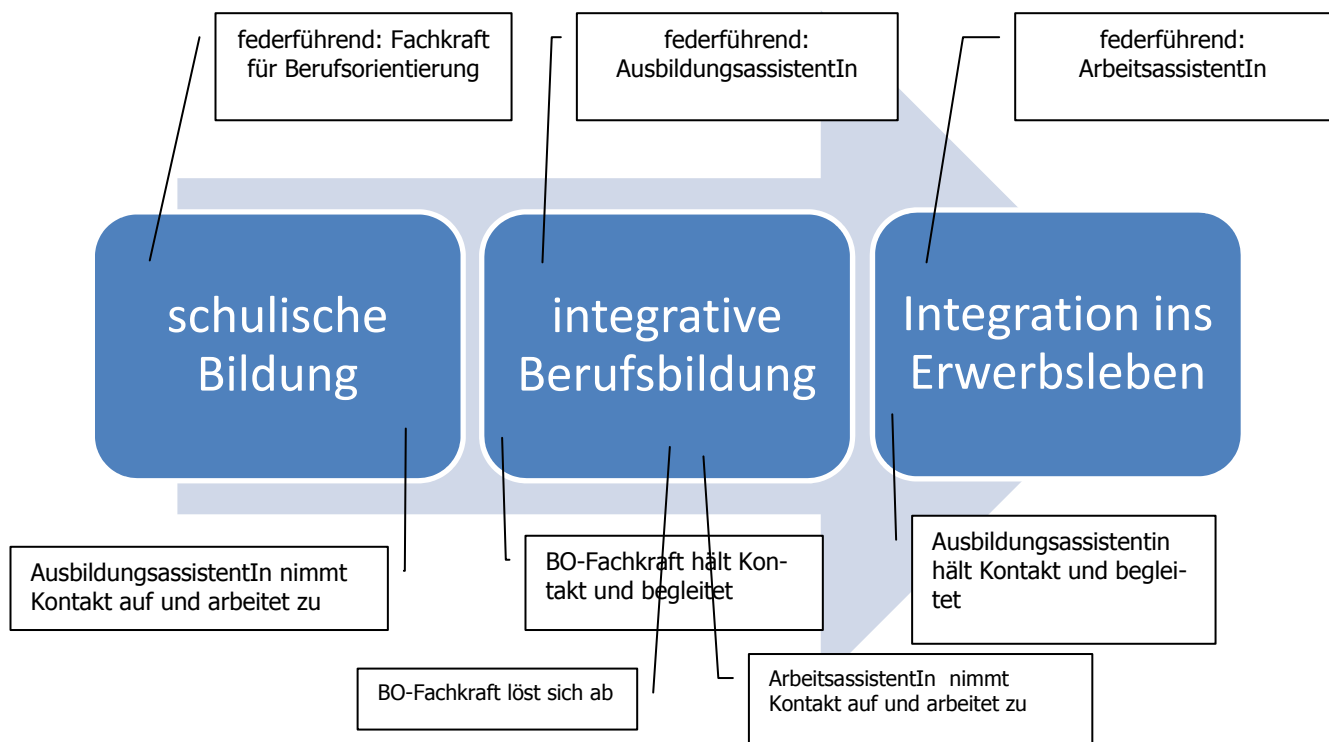 federführend: Fachkraft
für Berufsorientierung
federführend:
AusbildungsassistentIn
federführend:
ArbeitsassistentIn
schulische
Bildung
integrative
Berufsbildung
Integration ins
Erwerbsleben
AusbildungsassistentIn nimmt
Kontakt auf und arbeitet zu
BO-Fachkraft hält Kon-
takt und begleitet
Ausbildungsassistentin
hält Kontakt und beglei-
tet
BO-Fachkraft löst sich ab
ArbeitsassistentIn nimmt
Kontakt auf und arbeitet zu